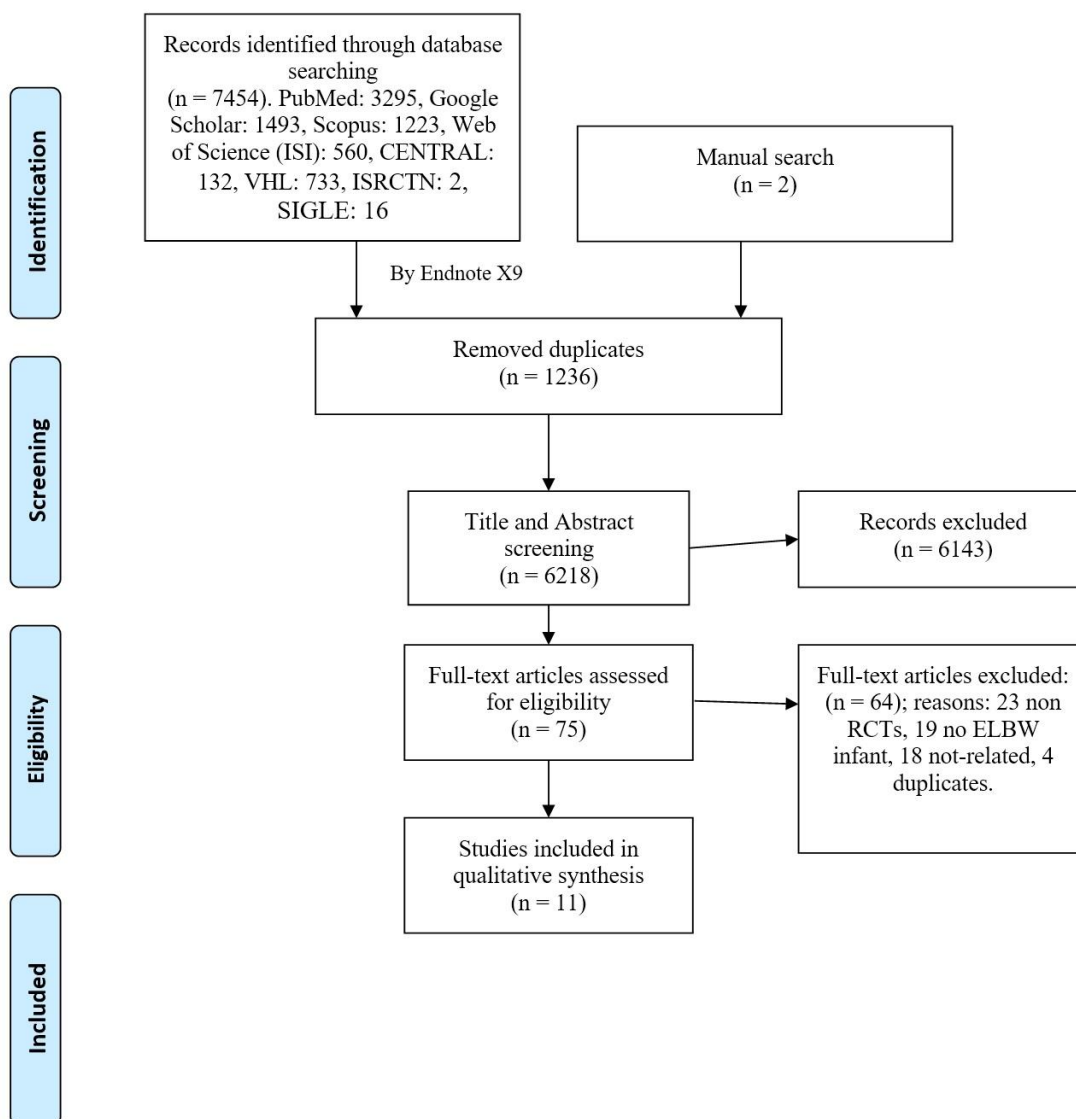 Records identified through database
searching
(n = 7454). PubMed: 3295, Google
Scholar: 1493, Scopus: 1223, Web
of Science (ISI): 560, CENTRAL:
132, VHL: 733, ISRCTN: 2,
SIGLE: 16
Manual search
(n = 2)
Identification
By Endnote X9
Removed duplicates
(n = 1236)
Screening
Title and Abstract
screening
(n = 6218)
Records excluded
(n = 6143)
Eligibility
Full-text articles assessed
for eligibility
(n = 75)
Full-text articles excluded:
(n = 64); reasons: 23 non
RCTs, 19 no ELBW
infant, 18 not-related, 4
duplicates.
Studies included in
qualitative synthesis
(n = 11)
Included